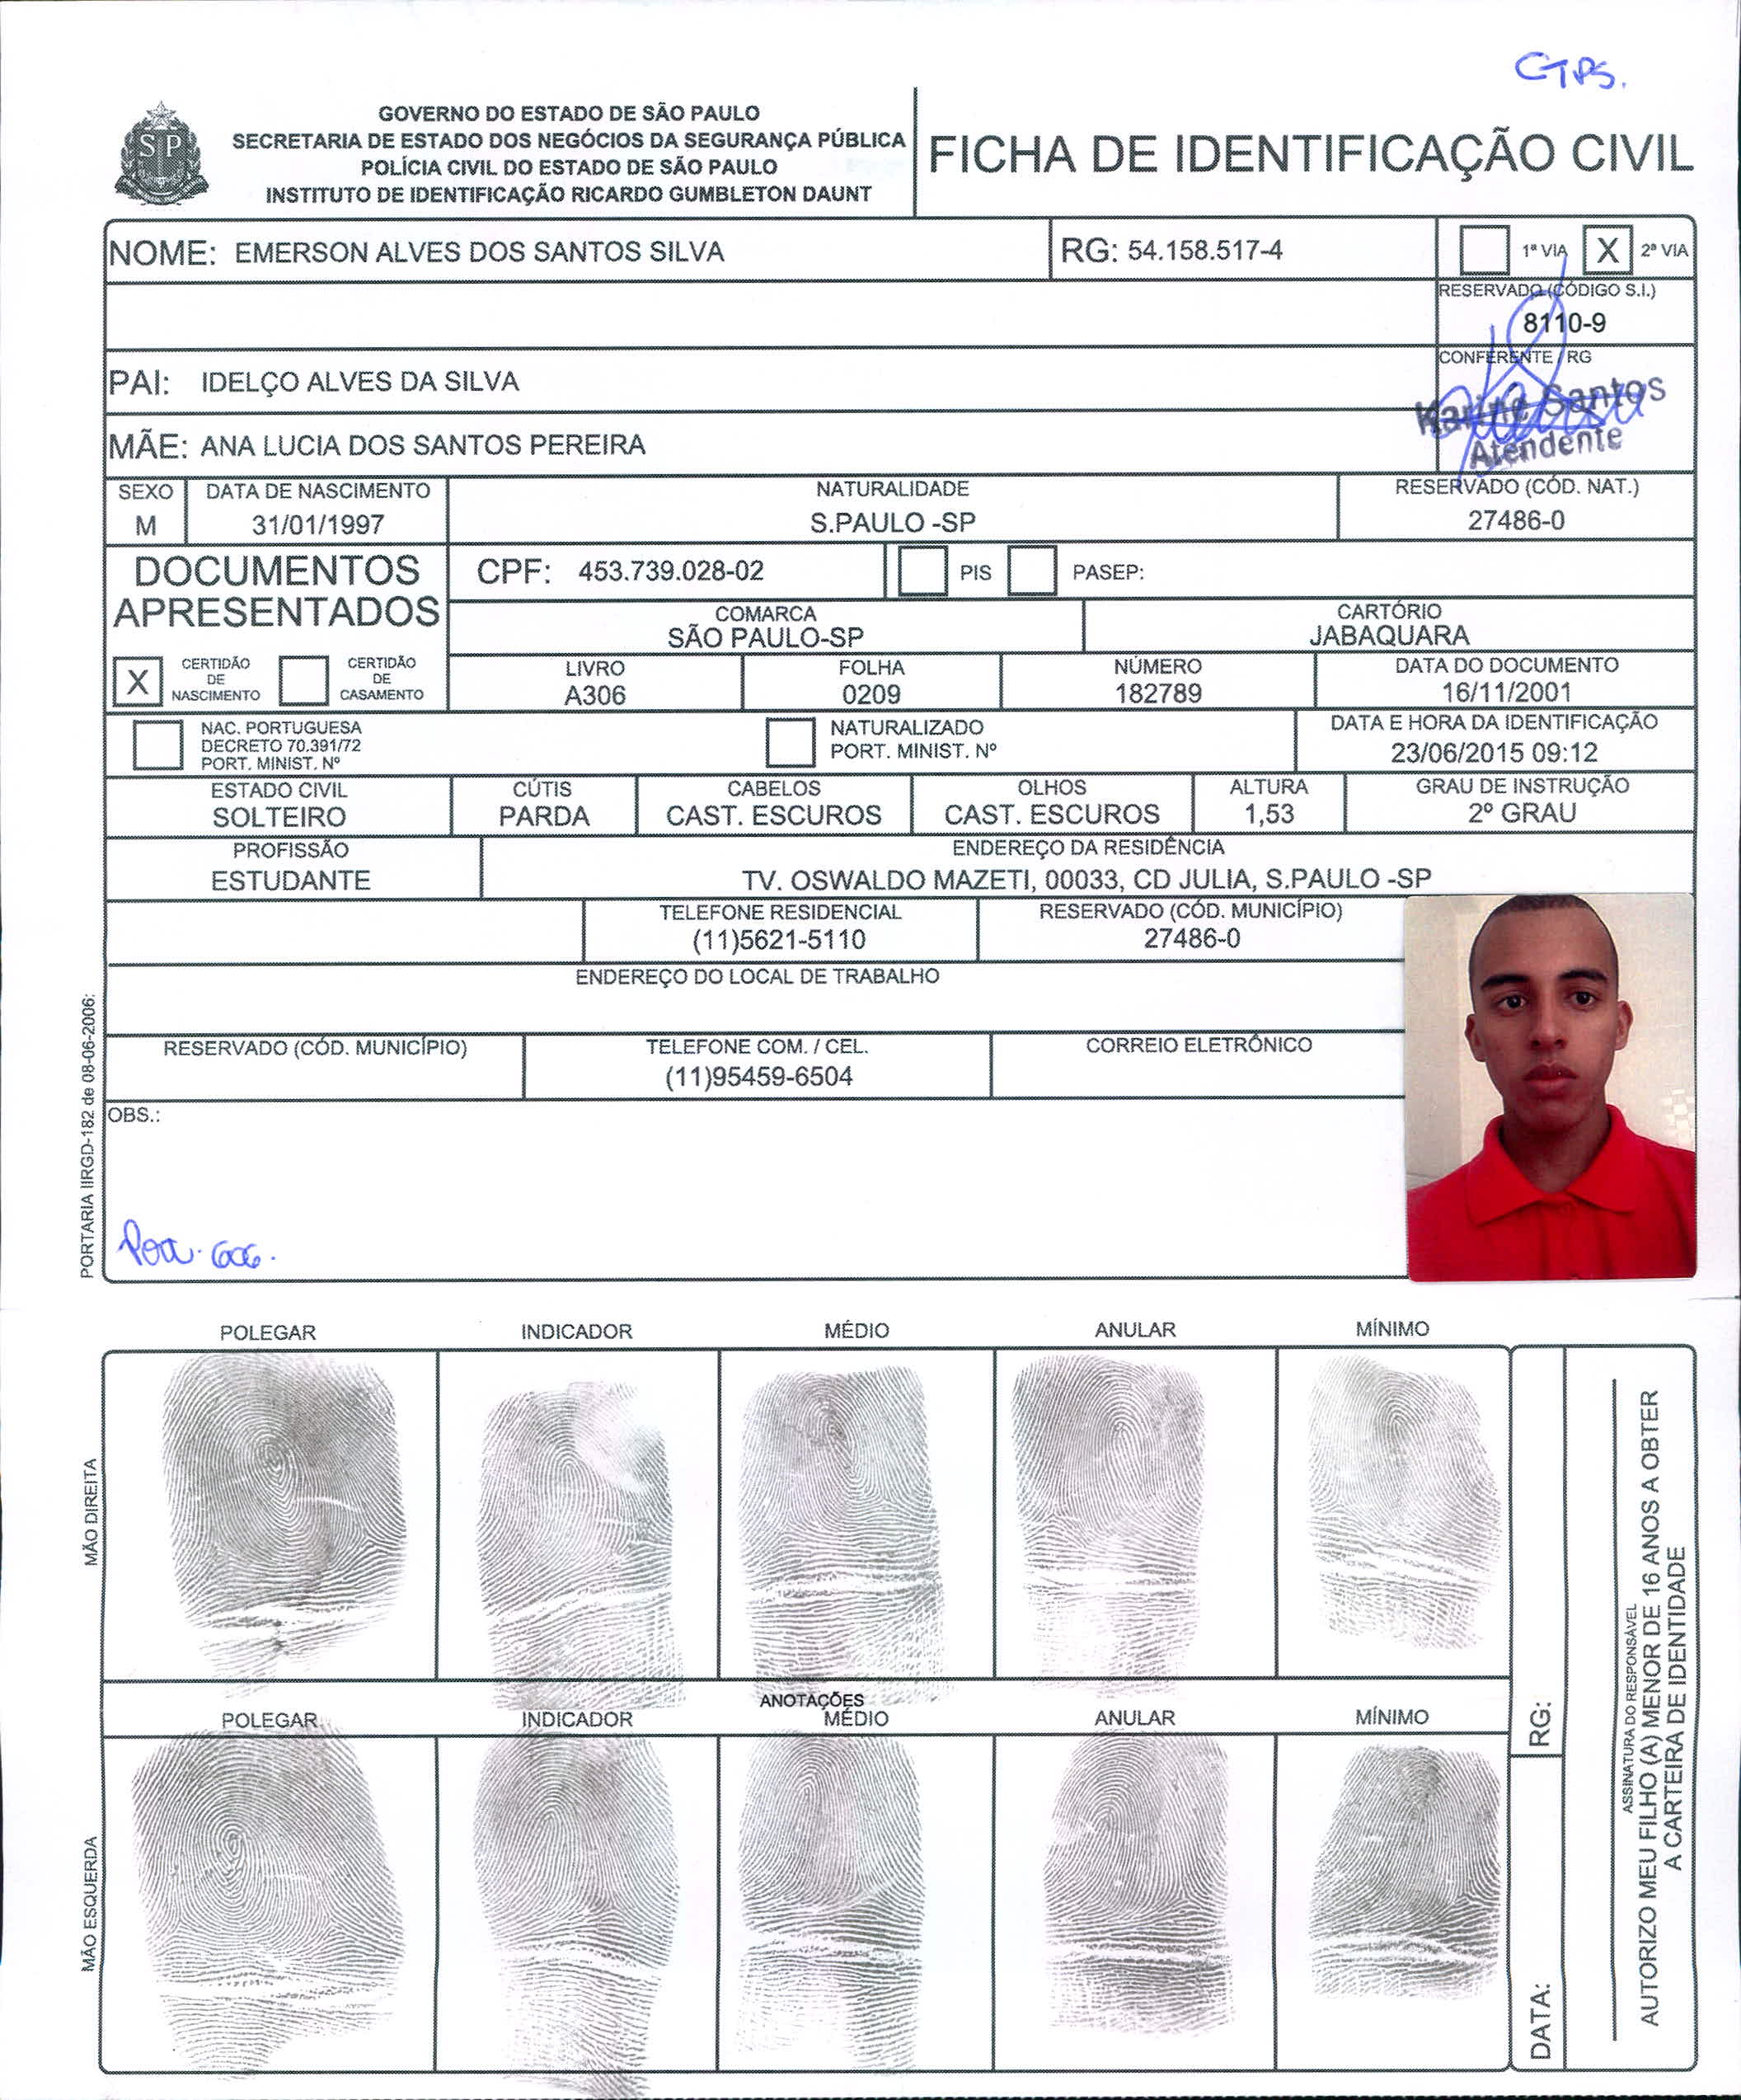 CTPS.
SP
GOVERNO DO ESTADO DE SÃO PAULO
SECRETARIA DE ESTADO DOS NEGÓCIOS DA SEGURANÇA PÚBLICA
POLÍCIA CIVIL DO ESTADO DE SÃO PAULO
INSTITUTO DE IDENTIFICAÇÃO RICARDO GUMBLETON DAUNT
FICHA DE IDENTIFICAÇÃO CIVIL
NOME: EMERSON ALVES DOS SANTOS SILVA
RG: 54.158.517-4
1ª VIA X 2ª VIA
RESERVADO (CÓDIGO S.I.)
8110-9
PAI: IDELÇO ALVES DA SILVA
CONFERENTE / RG
Karine Santos
Atendente
MÃE: ANA LUCIA DOS SANTOS PEREIRA
SEXO
M
DATA DE NASCIMENTO
31/01/1997
NATURALIDADE
S.PAULO -SP
RESERVADO (CÓD. NAT.)
27486-0
DOCUMENTOS
APRESENTADOS
CPF: 453.739.028-02
PIS
PASEP:
COMARCA
SÃO PAULO-SP
CARTÓRIO
JABAQUARA
X
CERTIDÃO
DE
NASCIMENTO
CERTIDÃO
DE
CASAMENTO
LIVRO
A306
FOLHA
0209
NÚMERO
182789
DATA DO DOCUMENTO
16/11/2001
NAC. PORTUGUESA
DECRETO 70.391/72
PORT. MINIST. Nº
NATURALIZADO
PORT. MINIST. Nº
DATA E HORA DA IDENTIFICAÇÃO
23/06/2015 09:12
ESTADO CIVIL
SOLTEIRO
CÚTIS
PARDA
CABELOS
CAST. ESCUROS
OLHOS
CAST. ESCUROS
ALTURA
1,53
GRAU DE INSTRUÇÃO
2º GRAU
PROFISSÃO
ESTUDANTE
ENDEREÇO DA RESIDÊNCIA
TV. OSWALDO MAZETI, 00033, CD JULIA, S.PAULO -SP
TELEFONE RESIDENCIAL
(11)5621-5110
RESERVADO (CÓD. MUNICÍPIO)
27486-0
ENDEREÇO DO LOCAL DE TRABALHO
RESERVADO (CÓD. MUNICÍPIO)
TELEFONE COM. / CEL.
(11)95459-6504
CORREIO ELETRÔNICO
OBS.:
PORTARIA IIRGD-182 de 08-06-2006:
POLEGAR INDICADOR MÉDIO ANULAR MÍNIMO
MÃO DIREITA
ANOTAÇÕES
POLEGAR INDICADOR MÉDIO ANULAR MÍNIMO
MÃO ESQUERDA
RG:
DATA:
ASSINATURA DO RESPONSÁVEL
AUTORIZO MEU FILHO (A) MENOR DE 16 ANOS A OBTER
A CARTEIRA DE IDENTIDADE